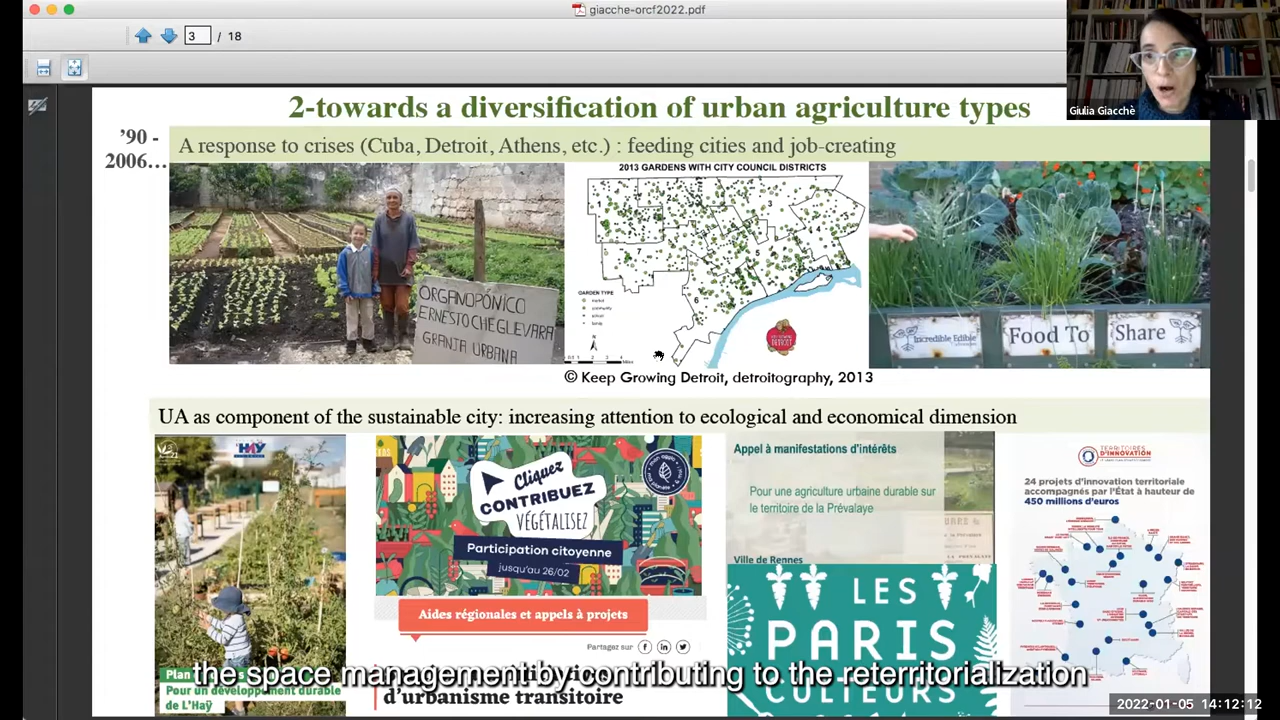 giacche-orcf2022.pdf
3 / 18
Giulia Giacchè
2-towards a diversification of urban agriculture types
'90 -
2006…
A response to crises (Cuba, Detroit, Athens, etc.) : feeding cities and job-creating
2013 GARDENS WITH CITY COUNCIL DISTRICTS
GARDEN TYPE
ORGANOPÓNICO
ERNESTO CHE GUEVARA
GRANJA URBANA
Incredible Edible
Food To
Share
© Keep Growing Detroit, detroitography, 2013
UA as component of the sustainable city: increasing attention to ecological and economical dimension
Cliquez
CONTRIBUEZ
VÉGÉTALISEZ
Participation citoyenne
jusqu'au 26/02
Aides régionales et appels à projets
Partagez sur
d'urbanisme transitoire
Appel à manifestations d'intérêts
Pour une agriculture urbaine durable sur
le territoire de la Prévalaye
Ville de Rennes
LES
PARIS
CULTEURS
TERRITOIRES
D'INNOVATION
24 projets d'innovation territoriale
accompagnés par l'État à hauteur de
450 millions d'euros
Plan
Pour un développement durable
de L'Haÿ
the space management by contributing to the reterritorialization
2022-01-05 14:12:12